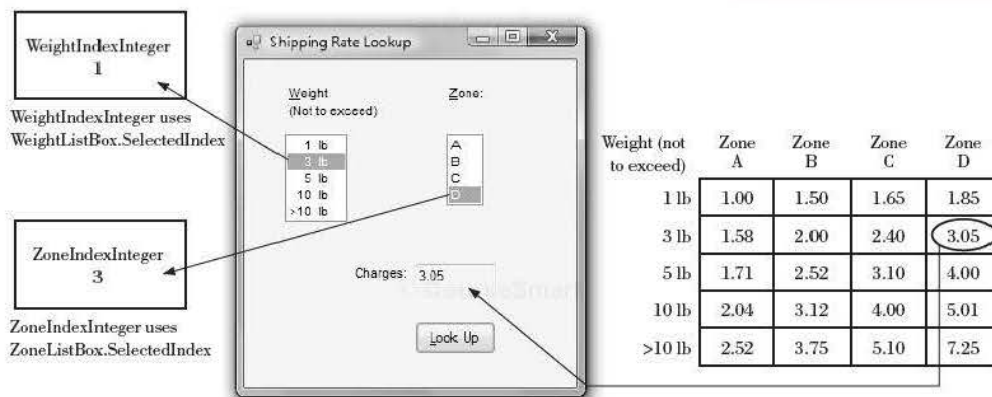 WeightIndexInteger
1
WeightIndexInteger uses
WeightListBox.SelectedIndex
ZoneIndexInteger
3
ZoneIndexInteger uses
ZoneListBox.SelectedIndex
Shipping Rate Lookup
Weight
(Not to exceed)
Zone:
1 lb
3 lb
5 lb
10 lb
>10 lb
A
B
C
D
Charges: 3.05
Look Up
Weight (not to exceed) Zone A Zone B Zone C Zone D
1 lb 1.00 1.50 1.65 1.85
3 lb 1.58 2.00 2.40 3.05
5 lb 1.71 2.52 3.10 4.00
10 lb 2.04 3.12 4.00 5.01
>10 lb 2.52 3.75 5.10 7.25